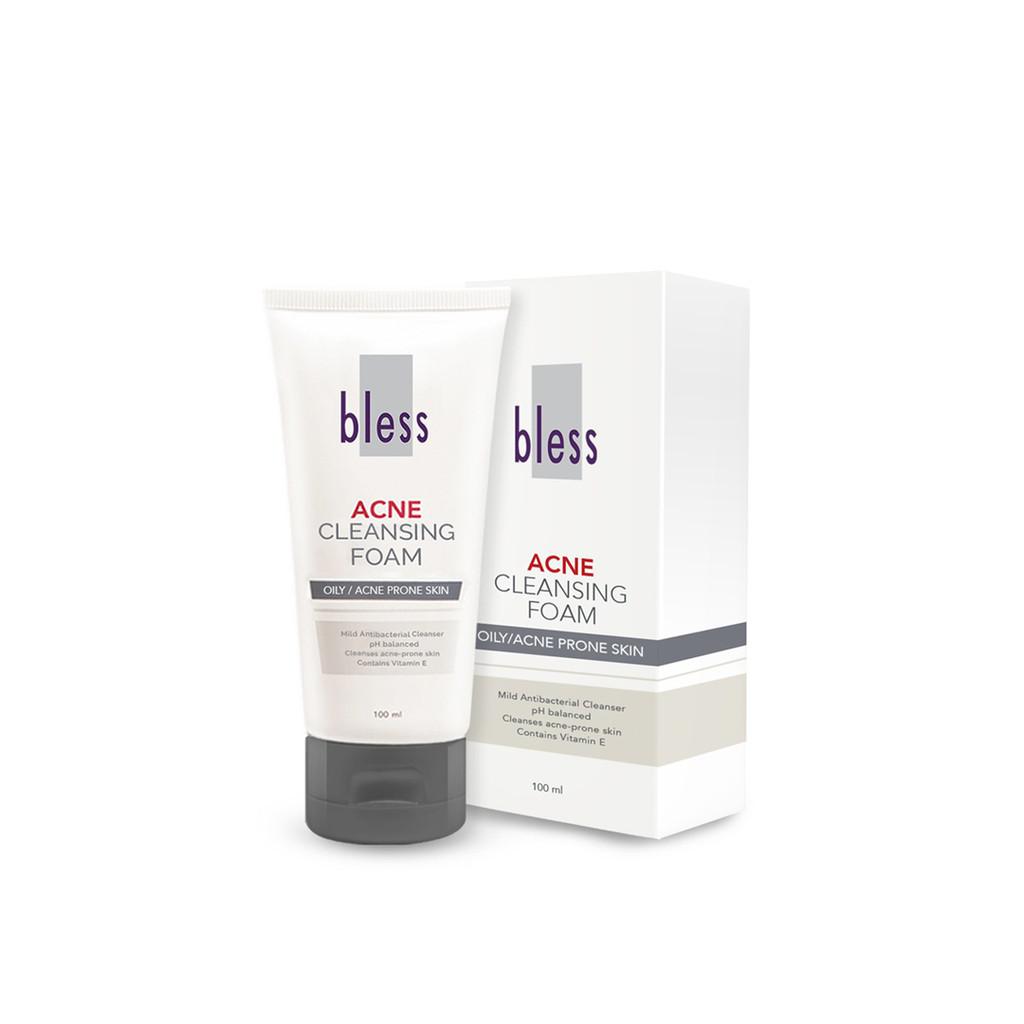 bless
ACNE
CLEANSING
FOAM
OILY / ACNE PRONE SKIN
Mild Antibacterial Cleanser
pH balanced
Cleanses acne-prone skin
Contains Vitamin E
100 ml
bless
ACNE
CLEANSING
FOAM
OILY/ACNE PRONE SKIN
Mild Antibacterial Cleanser
pH balanced
Cleanses acne-prone skin
Contains Vitamin E
100 ml